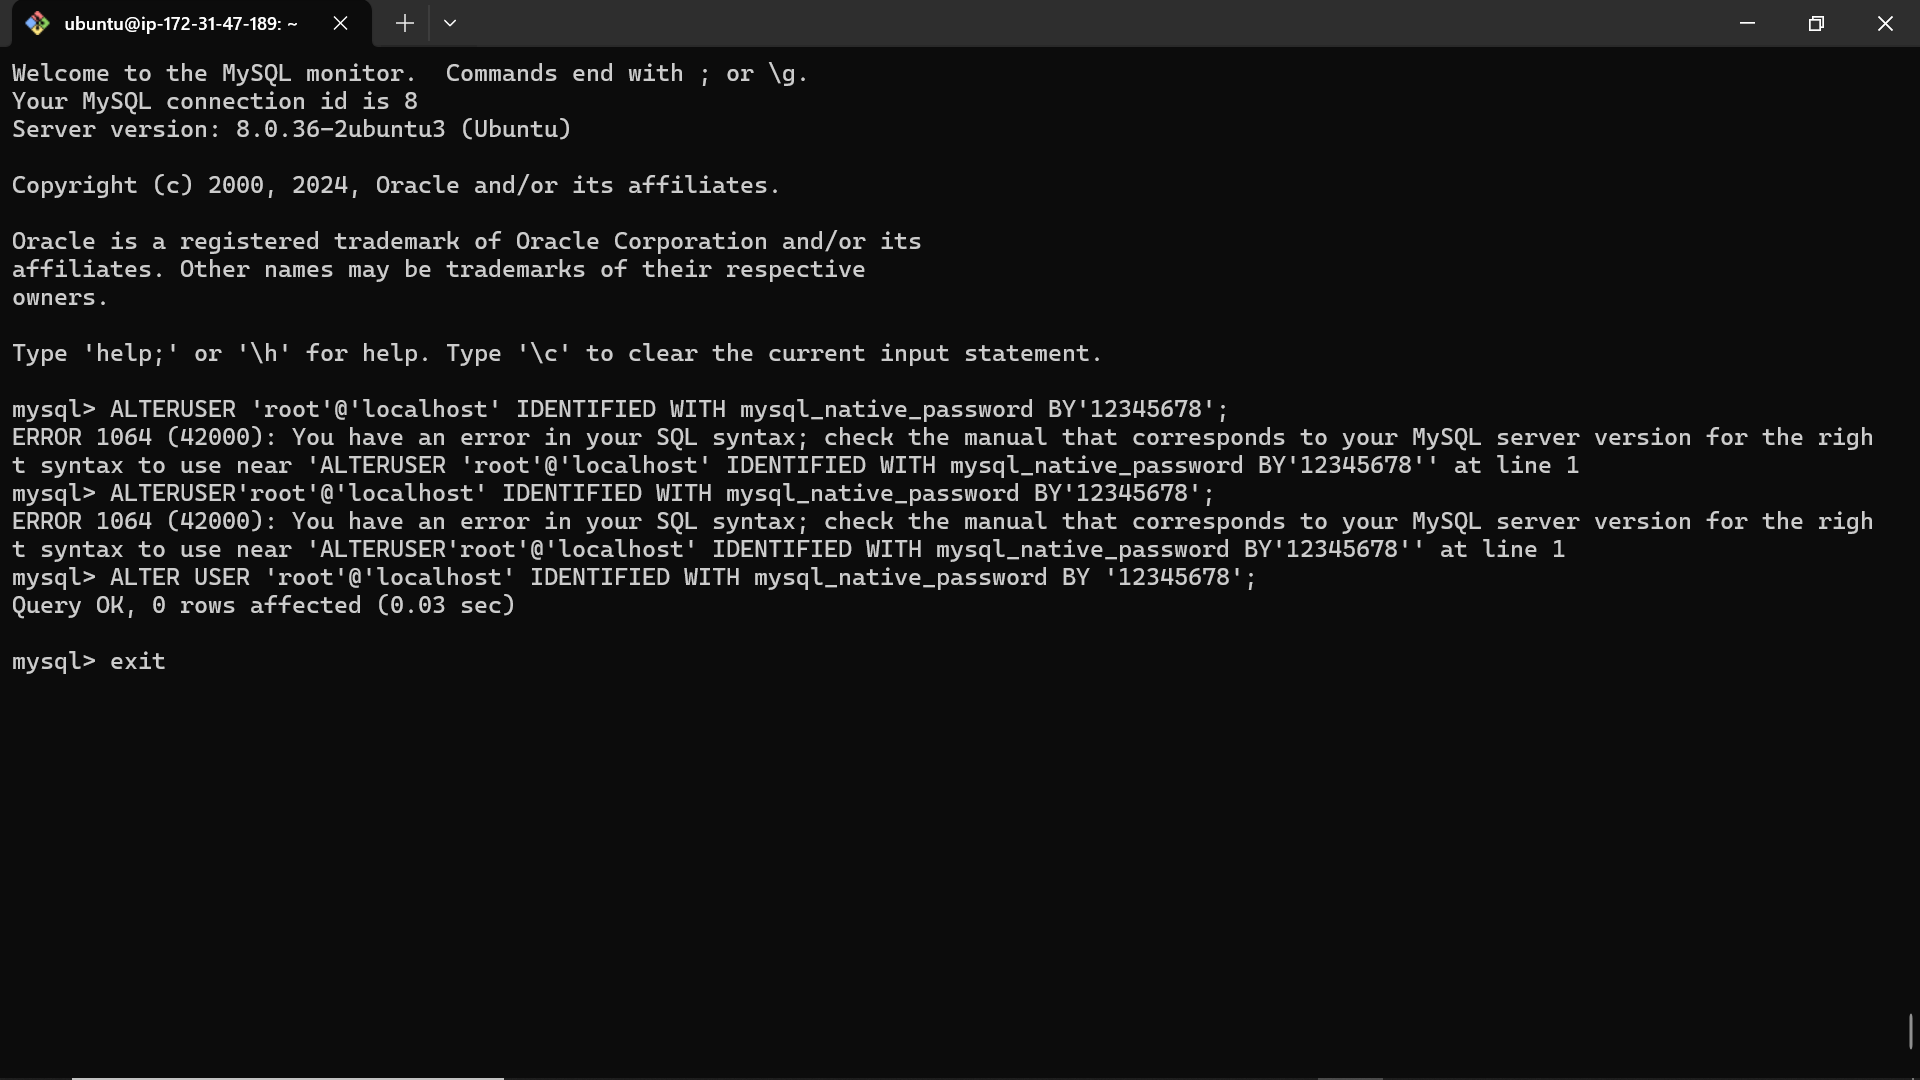 ubuntu@ip-172-31-47-189: ~
Welcome to the MySQL monitor.  Commands end with ; or \g.
Your MySQL connection id is 8
Server version: 8.0.36-2ubuntu3 (Ubuntu)
Copyright (c) 2000, 2024, Oracle and/or its affiliates.
Oracle is a registered trademark of Oracle Corporation and/or its
affiliates. Other names may be trademarks of their respective
owners.
Type 'help;' or '\h' for help. Type '\c' to clear the current input statement.
mysql> ALTERUSER 'root'@'localhost' IDENTIFIED WITH mysql_native_password BY'12345678';
ERROR 1064 (42000): You have an error in your SQL syntax; check the manual that corresponds to your MySQL server version for the righ
t syntax to use near 'ALTERUSER 'root'@'localhost' IDENTIFIED WITH mysql_native_password BY'12345678'' at line 1
mysql> ALTERUSER'root'@'localhost' IDENTIFIED WITH mysql_native_password BY'12345678';
ERROR 1064 (42000): You have an error in your SQL syntax; check the manual that corresponds to your MySQL server version for the righ
t syntax to use near 'ALTERUSER'root'@'localhost' IDENTIFIED WITH mysql_native_password BY'12345678'' at line 1
mysql> ALTER USER 'root'@'localhost' IDENTIFIED WITH mysql_native_password BY '12345678';
Query OK, 0 rows affected (0.03 sec)
mysql> exit